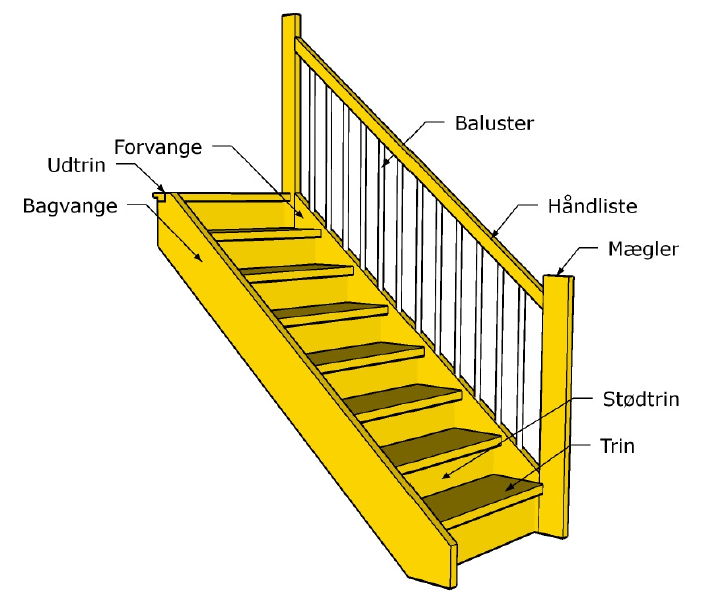 Baluster
Forvange
Udtrin
Bagvange
Håndliste
Mægler
Stødtrin
Trin